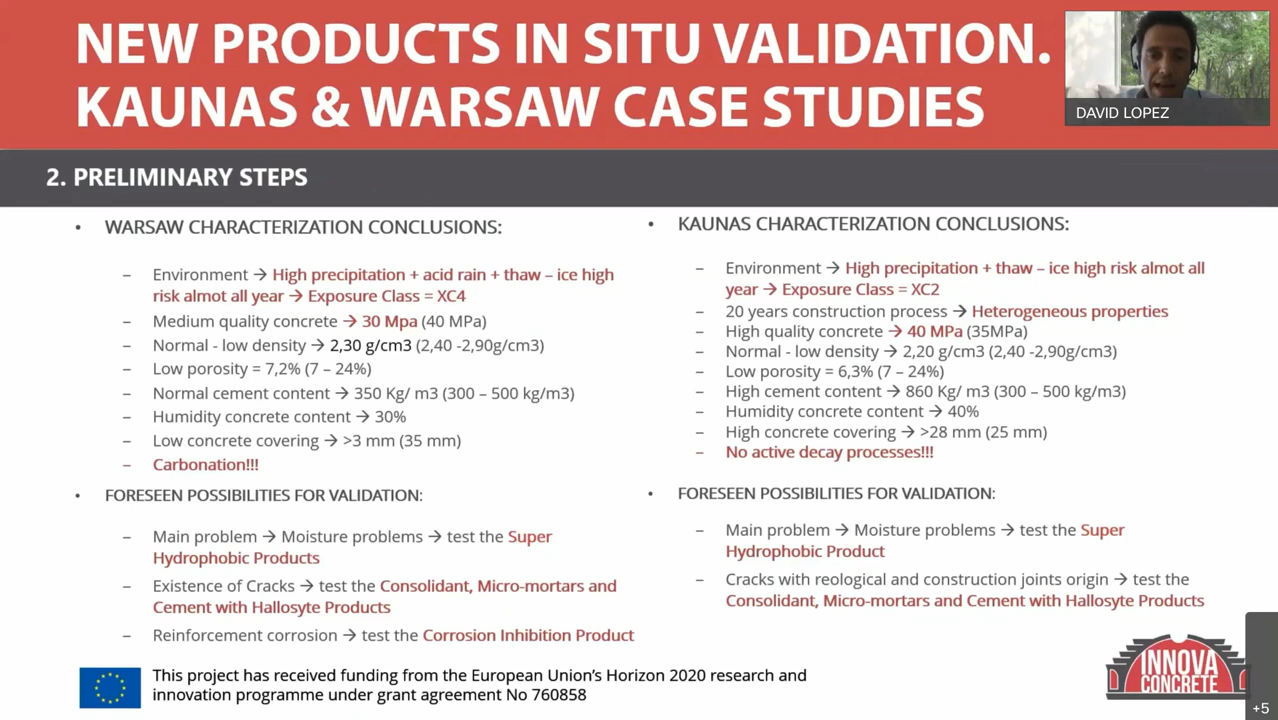 NEW PRODUCTS IN SITU VALIDATION.
KAUNAS & WARSAW CASE STUDIES
DAVID LOPEZ
2. PRELIMINARY STEPS
• WARSAW CHARACTERIZATION CONCLUSIONS:
– Environment → High precipitation + acid rain + thaw – ice high
risk almot all year → Exposure Class = XC4
– Medium quality concrete → 30 Mpa (40 MPa)
– Normal - low density → 2,30 g/cm3 (2,40 -2,90g/cm3)
– Low porosity = 7,2% (7 – 24%)
– Normal cement content → 350 Kg/ m3 (300 – 500 kg/m3)
– Humidity concrete content → 30%
– Low concrete covering → >3 mm (35 mm)
– Carbonation!!!
• FORESEEN POSSIBILITIES FOR VALIDATION:
– Main problem → Moisture problems → test the Super
Hydrophobic Products
– Existence of Cracks → test the Consolidant, Micro-mortars and
Cement with Hallosyte Products
– Reinforcement corrosion → test the Corrosion Inhibition Product
• KAUNAS CHARACTERIZATION CONCLUSIONS:
– Environment → High precipitation + thaw – ice high risk almot all
year → Exposure Class = XC2
– 20 years construction process → Heterogeneous properties
– High quality concrete → 40 MPa (35MPa)
– Normal - low density → 2,20 g/cm3 (2,40 -2,90g/cm3)
– Low porosity = 6,3% (7 – 24%)
– High cement content → 860 Kg/ m3 (300 – 500 kg/m3)
– Humidity concrete content → 40%
– High concrete covering → >28 mm (25 mm)
– No active decay processes!!!
• FORESEEN POSSIBILITIES FOR VALIDATION:
– Main problem → Moisture problems → test the Super
Hydrophobic Product
– Cracks with reological and construction joints origin → test the
Consolidant, Micro-mortars and Cement with Hallosyte Products
This project has received funding from the European Union's Horizon 2020 research and
innovation programme under grant agreement No 760858
INNOVA
CONCRETE
+5